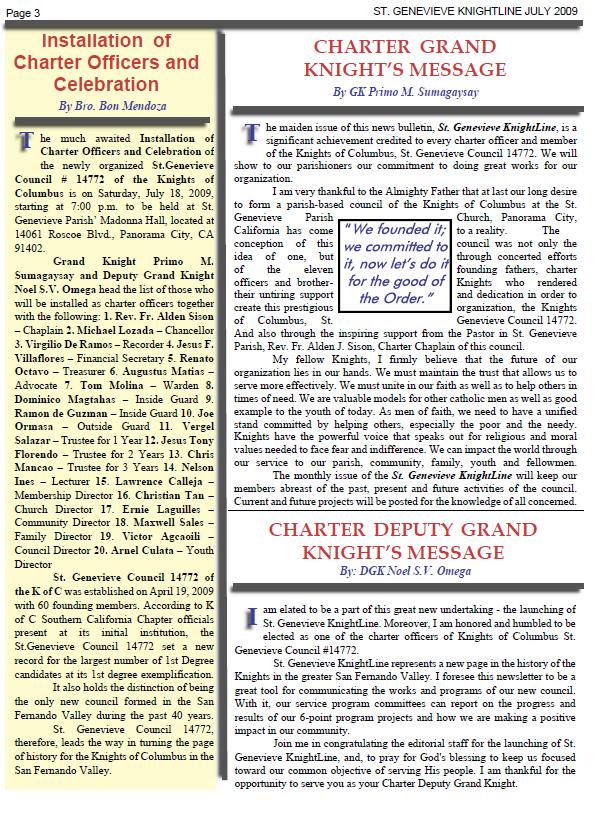 Page 3
ST. GENEVIEVE KNIGHTLINE JULY 2009
Installation of
Charter Officers and
Celebration
By Bro. Bon Mendoza
The much awaited Installation of
Charter Officers and Celebration of
the newly organized St.Genevieve
Council # 14772 of the Knights of
Columbus is on Saturday, July 18, 2009,
starting at 7:00 p.m. to be held at St.
Genevieve Parish' Madonna Hall, located at
14061 Roscoe Blvd., Panorama City, CA
91402.
Grand Knight Primo M.
Sumagaysay and Deputy Grand Knight
Noel S.V. Omega head the list of those who
will be installed as charter officers together
with the following: 1. Rev. Fr. Alden Sison
– Chaplain 2. Michael Lozada – Chancellor
3. Virgilio De Ramos – Recorder 4. Jesus F.
Villaflores – Financial Secretary 5. Renato
Octavo – Treasurer 6. Augustus Matias –
Advocate 7. Tom Molina – Warden 8.
Dominico Magtahas – Inside Guard 9.
Ramon de Guzman – Inside Guard 10. Joe
Ormasa – Outside Guard 11. Vergel
Salazar – Trustee for 1 Year 12. Jesus Tony
Florendo – Trustee for 2 Years 13. Chris
Mancao – Trustee for 3 Years 14. Nelson
Ines – Lecturer 15. Lawrence Calleja –
Membership Director 16. Christian Tan –
Church Director 17. Ernie Laguilles –
Community Director 18. Maxwell Sales –
Family Director 19. Victor Agcaoili –
Council Director 20. Arnel Culata – Youth
Director
St. Genevieve Council 14772 of
the K of C was established on April 19, 2009
with 60 founding members. According to K
of C Southern California Chapter officials
present at its initial institution, the
St.Genevieve Council 14772 set a new
record for the largest number of 1st Degree
candidates at its 1st degree exemplification.
It also holds the distinction of being
the only new council formed in the San
Fernando Valley during the past 40 years.
St. Genevieve Council 14772,
therefore, leads the way in turning the page
of history for the Knights of Columbus in the
San Fernando Valley.
CHARTER GRAND
KNIGHT'S MESSAGE
By GK Primo M. Sumagaysay
The maiden issue of this news bulletin, St. Genevieve KnightLine, is a
significant achievement credited to every charter officer and member
of the Knights of Columbus, St. Genevieve Council 14772. We will
show to our parishioners our commitment to doing great works for our
organization.
I am very thankful to the Almighty Father that at last our long desire
to form a parish-based council of the Knights of Columbus at the St.
Genevieve Parish Church, Panorama City,
California has come to a reality. The
conception of this council was not only the
idea of one, but through concerted efforts
of the eleven founding fathers, charter
officers and brother- Knights who rendered
their untiring support and dedication in order to
create this prestigious organization, the Knights
of Columbus, St. Genevieve Council 14772.
"We founded it;
we committed to
it, now let's do it
for the good of
the Order."
And also through the inspiring support from the Pastor in St. Genevieve
Parish, Rev. Fr. Alden J. Sison, Charter Chaplain of this council.
My fellow Knights, I firmly believe that the future of our
organization lies in our hands. We must maintain the trust that allows us to
serve more effectively. We must unite in our faith as well as to help others in
times of need. We are valuable models for other catholic men as well as good
example to the youth of today. As men of faith, we need to have a unified
stand committed by helping others, especially the poor and the needy.
Knights have the powerful voice that speaks out for religious and moral
values needed to face fear and indifference. We can impact the world through
our service to our parish, community, family, youth and fellowmen.
The monthly issue of the St. Genevieve KnightLine will keep our
members abreast of the past, present and future activities of the council.
Current and future projects will be posted for the knowledge of all concerned.
CHARTER DEPUTY GRAND
KNIGHT'S MESSAGE
By: DGK Noel S.V. Omega
I am elated to be a part of this great new undertaking - the launching of
St. Genevieve KnightLine. Moreover, I am honored and humbled to be
elected as one of the charter officers of Knights of Columbus St.
Genevieve Council #14772.
St. Genevieve KnightLine represents a new page in the history of the
Knights in the greater San Fernando Valley. I foresee this newsletter to be a
great tool for communicating the works and programs of our new council.
With it, our service program committees can report on the progress and
results of our 6-point program projects and how we are making a positive
impact in our community.
Join me in congratulating the editorial staff for the launching of St.
Genevieve KnightLine, and, to pray for God's blessing to keep us focused
toward our common objective of serving His people. I am thankful for the
opportunity to serve you as your Charter Deputy Grand Knight.